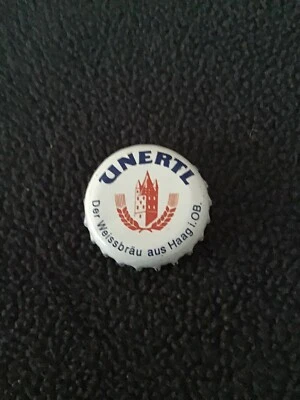 UNERTL
Der Weissbräu aus Haag i. OB.